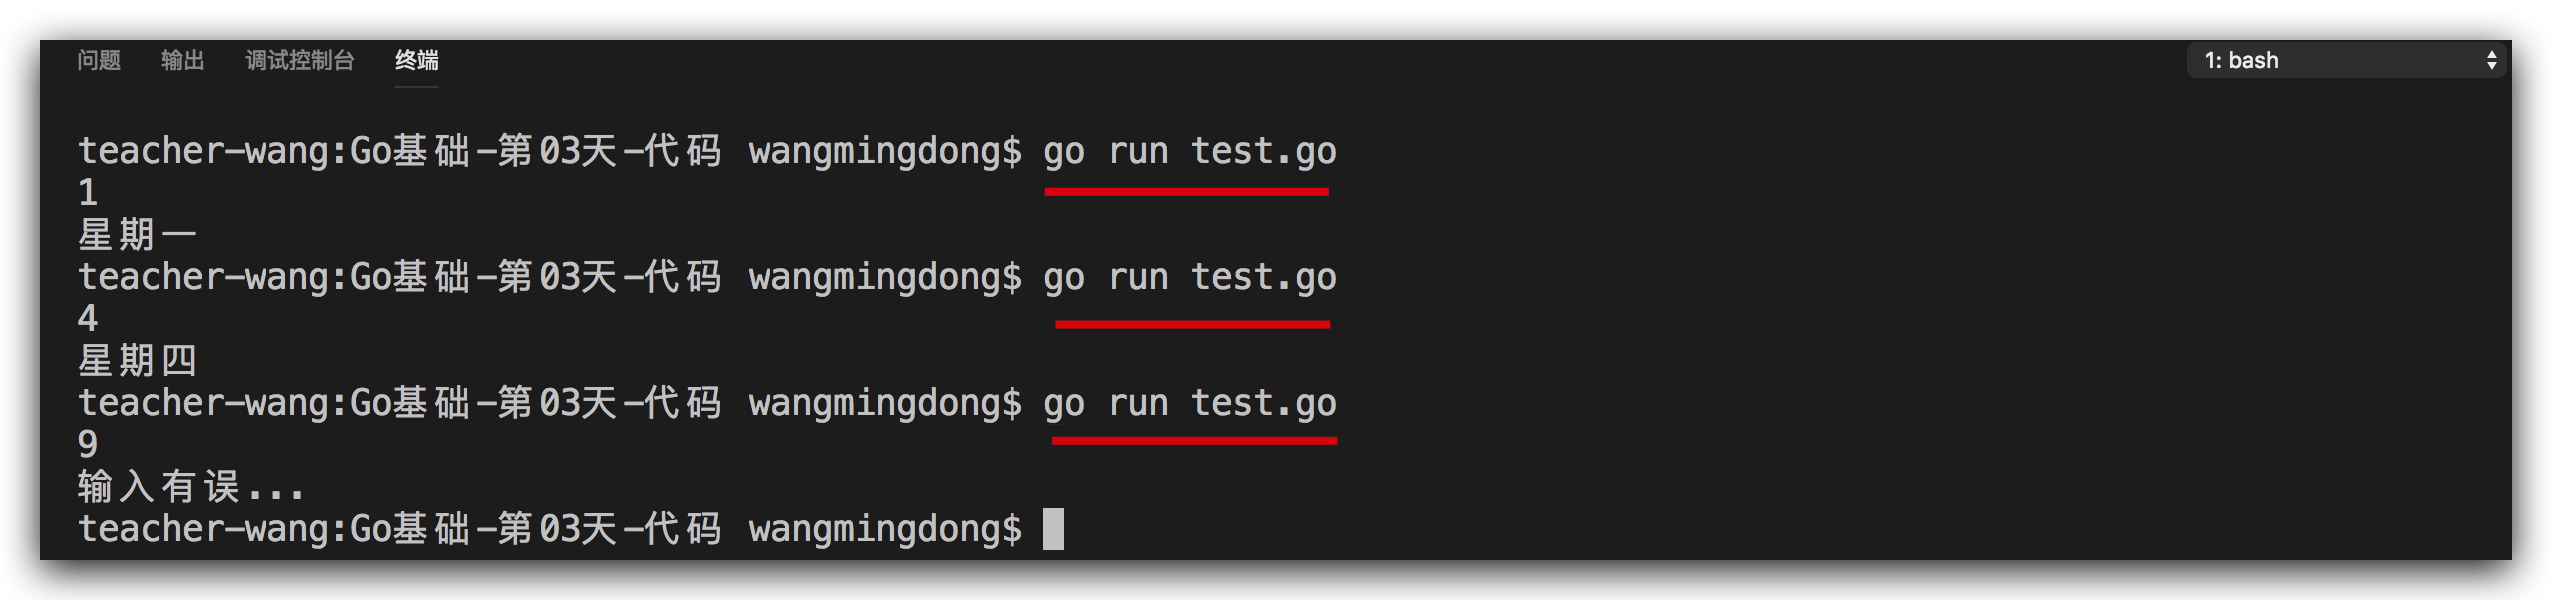 问题 输出 调试控制台 终端 1: bash
teacher-wang:Go基础-第03天-代码 wangmingdong$ go run test.go
1
星期一
teacher-wang:Go基础-第03天-代码 wangmingdong$ go run test.go
4
星期四
teacher-wang:Go基础-第03天-代码 wangmingdong$ go run test.go
9
输入有误...
teacher-wang:Go基础-第03天-代码 wangmingdong$